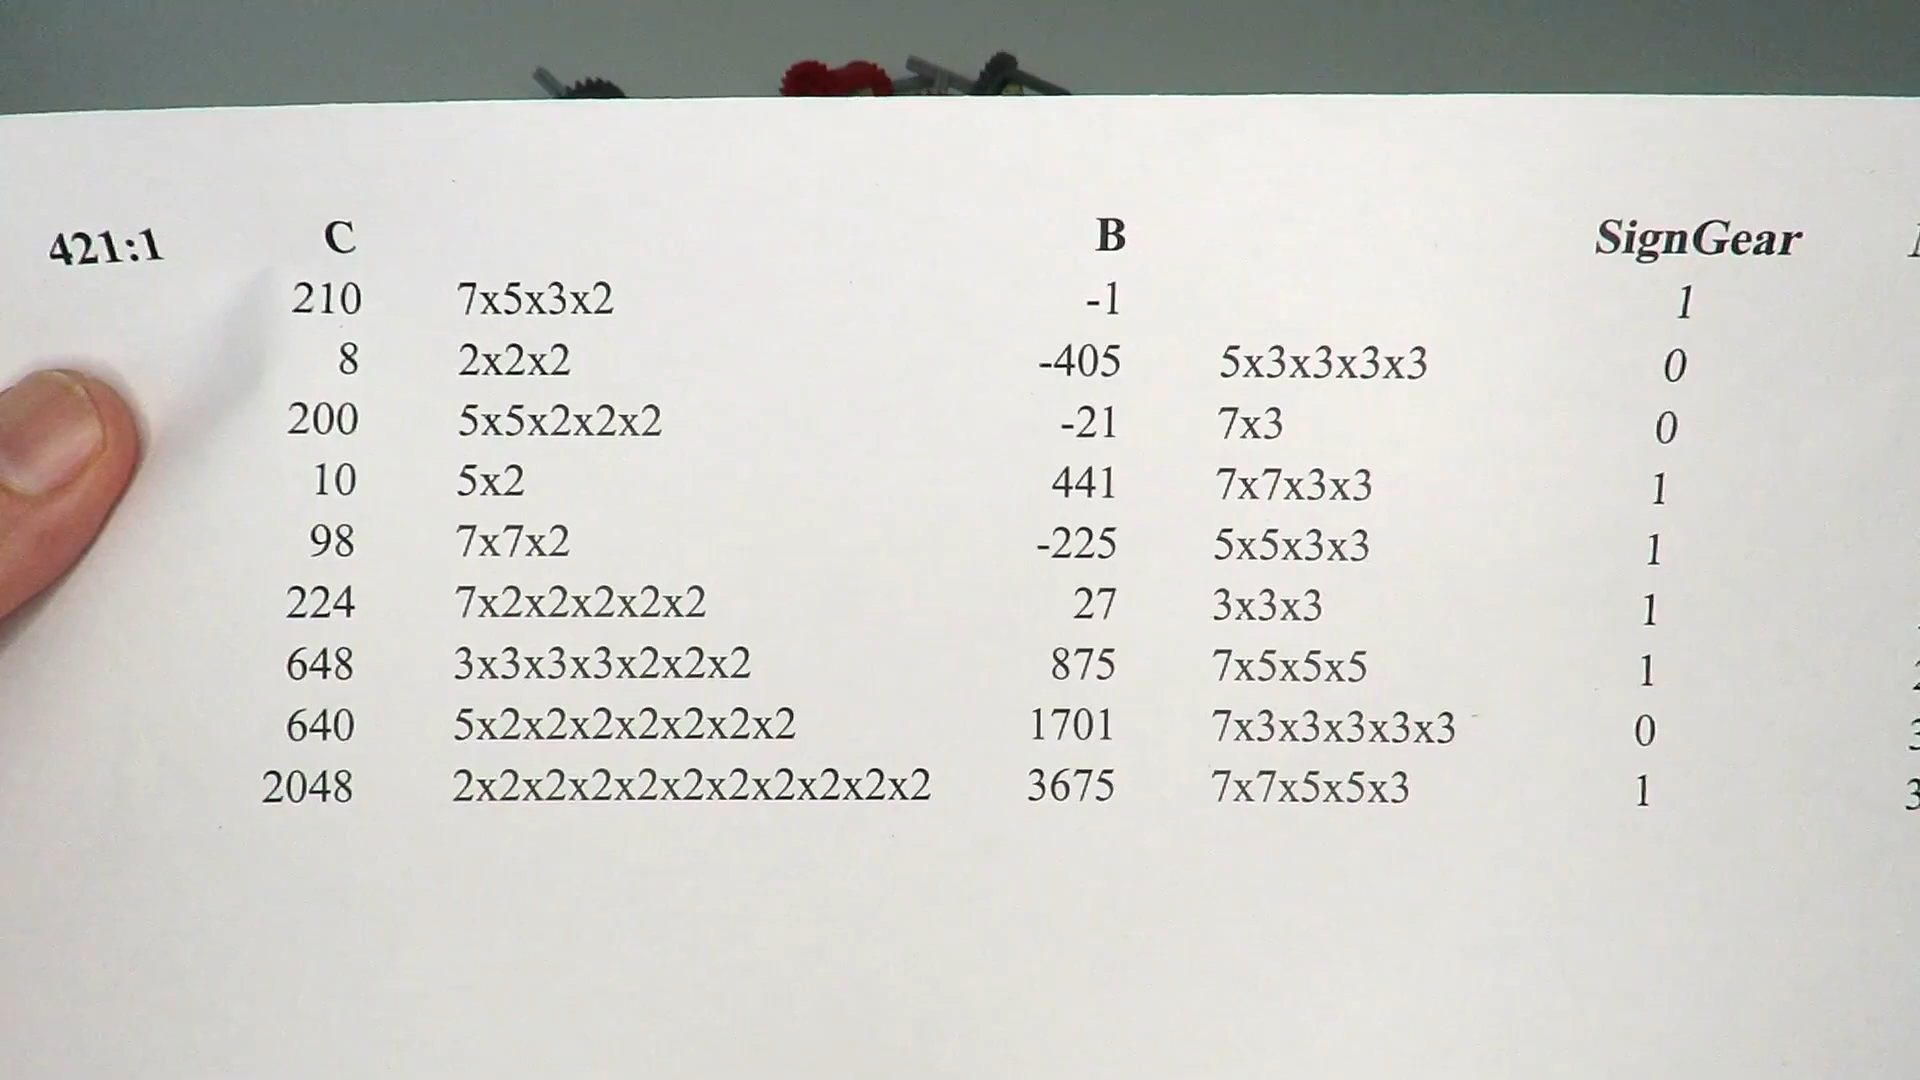 421:1 C B SignGear
210 7x5x3x2 -1 1
8 2x2x2 -405 5x3x3x3x3 0
200 5x5x2x2x2 -21 7x3 0
10 5x2 441 7x7x3x3 1
98 7x7x2 -225 5x5x3x3 1
224 7x2x2x2x2x2 27 3x3x3 1
648 3x3x3x3x2x2x2 875 7x5x5x5 1
640 5x2x2x2x2x2x2x2 1701 7x3x3x3x3x3 0
2048 2x2x2x2x2x2x2x2x2x2x2 3675 7x7x5x5x3 1